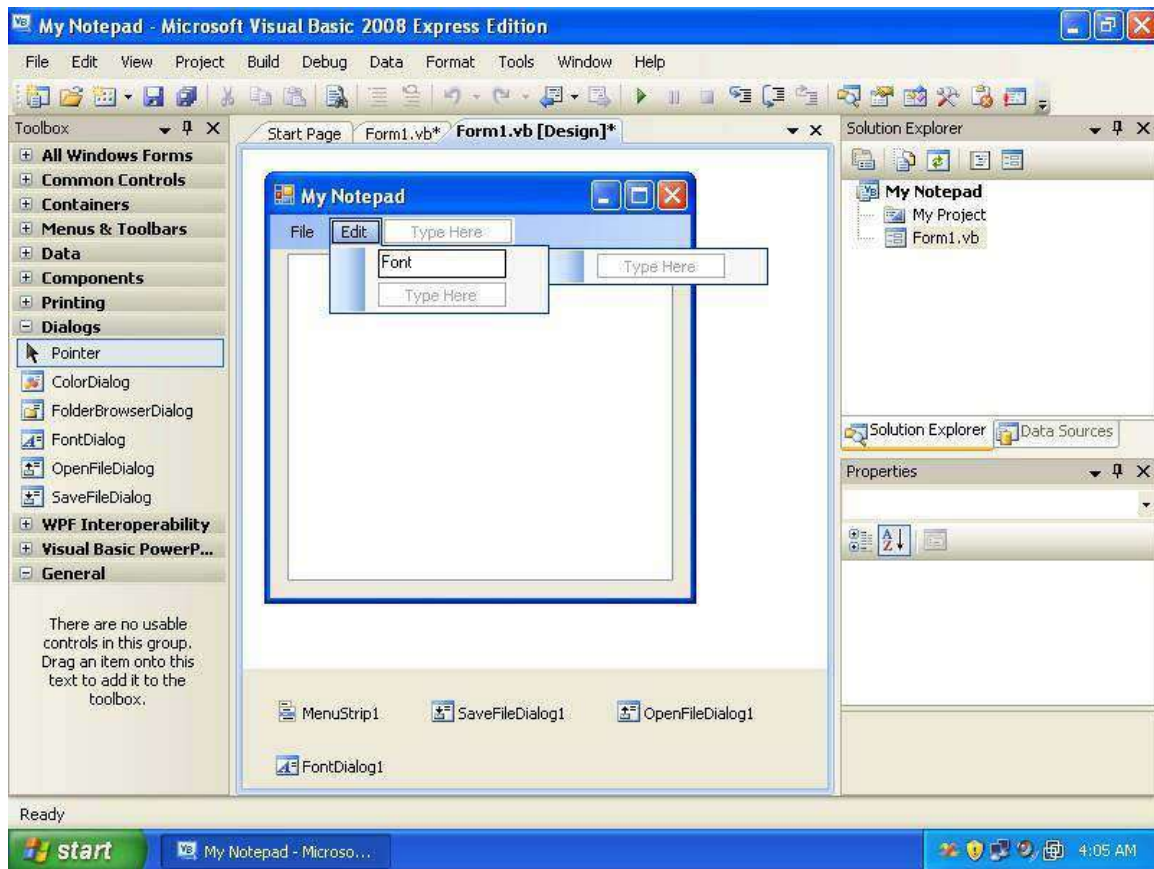 My Notepad - Microsoft Visual Basic 2008 Express Edition
File Edit View Project Build Debug Data Format Tools Window Help
Toolbox
All Windows Forms
Common Controls
Containers
Menus & Toolbars
Data
Components
Printing
Dialogs
Pointer
ColorDialog
FolderBrowserDialog
FontDialog
OpenFileDialog
SaveFileDialog
WPF Interoperability
Visual Basic PowerP...
General
There are no usable
controls in this group.
Drag an item onto this
text to add it to the
toolbox.
Start Page Form1.vb* Form1.vb [Design]*
My Notepad
File Edit Type Here
Font Type Here
Type Here
MenuStrip1 SaveFileDialog1 OpenFileDialog1
FontDialog1
Solution Explorer
My Notepad
My Project
Form1.vb
Solution Explorer Data Sources
Properties
Ready
start My Notepad - Microso... 4:05 AM